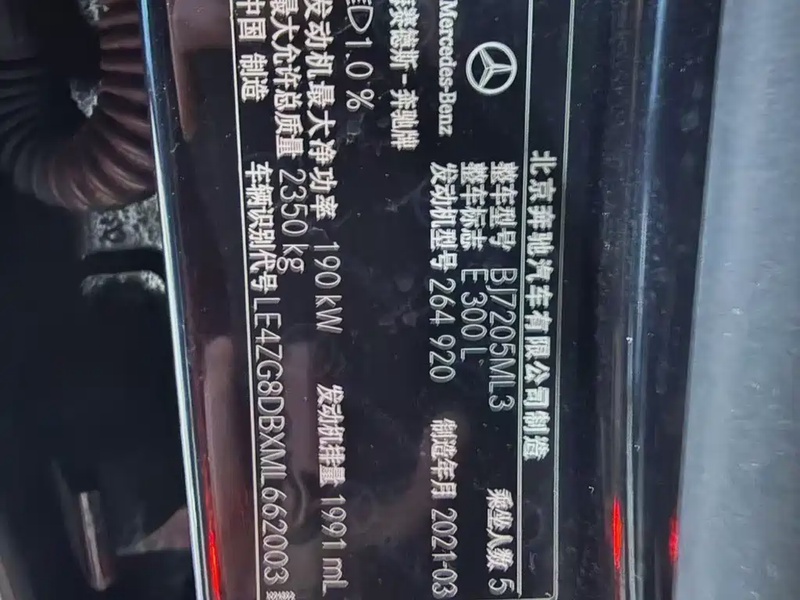 北京奔驰汽车有限公司制造
整车型号 BJ7205ML3 乘坐人数 5
整车标志 E 300 L
Mercedes-Benz 发动机型号 264 920 制造年月 2021-03
梅赛德斯-奔驰牌
1.0%
发动机最大净功率 190 kW 发动机排量 1991 mL
最大允许总质量 2350 kg
中国 制造 车辆识别代号 LE4ZG8DBXML662003